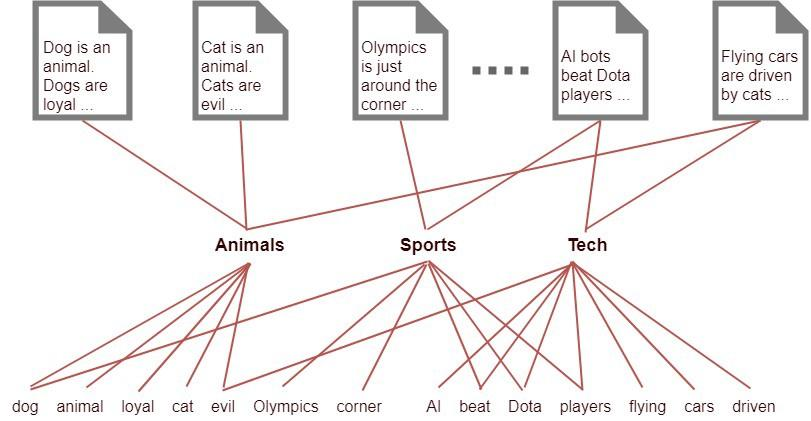 Dog is an
animal.
Dogs are
loyal ...
Cat is an
animal.
Cats are
evil ...
Olympics
is just
around the
corner ...
AI bots
beat Dota
players ...
Flying cars
are driven
by cats ...
Animals Sports Tech
dog animal loyal cat evil Olympics corner AI beat Dota players flying cars driven